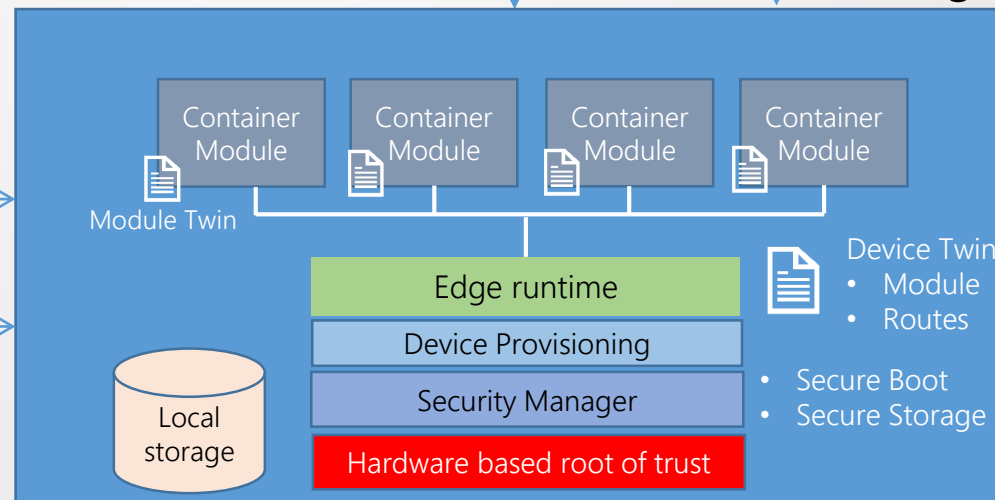 Container
Module
Container
Module
Container
Module
Container
Module
Module Twin
Edge runtime
Device Twin
• Module
• Routes
Device Provisioning
Security Manager
• Secure Boot
• Secure Storage
Local
storage
Hardware based root of trust